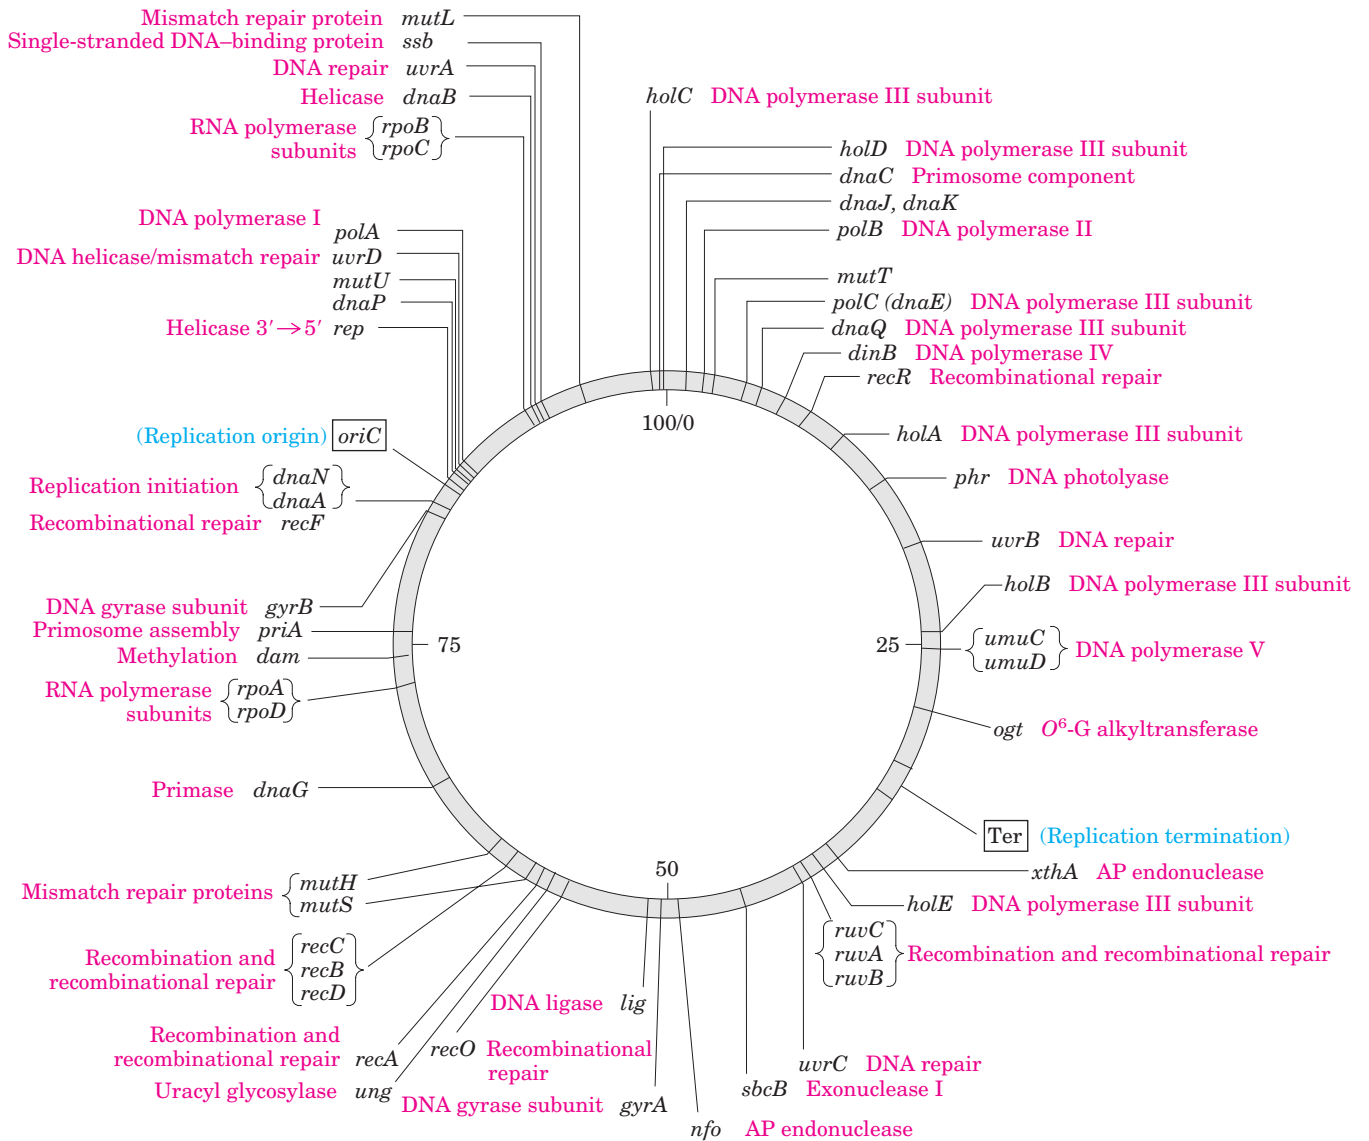 Mismatch repair protein mutL
Single-stranded DNA–binding protein ssb
DNA repair uvrA
Helicase dnaB
RNA polymerase subunits { rpoB rpoC }
DNA polymerase I polA
DNA helicase/mismatch repair uvrD
mutU
dnaP
Helicase 3′→5′ rep
(Replication origin) oriC
Replication initiation { dnaN dnaA }
Recombinational repair recF
DNA gyrase subunit gyrB
Primosome assembly priA
Methylation dam
RNA polymerase subunits { rpoA rpoD }
Primase dnaG
Mismatch repair proteins { mutH mutS
Recombination and recombinational repair { recC recB recD }
Recombination and recombinational repair recA
Uracyl glycosylase ung
recO Recombinational repair
DNA ligase lig
DNA gyrase subunit gyrA
nfo AP endonuclease
sbcB Exonuclease I
uvrC DNA repair
{ ruvC ruvA ruvB } Recombination and recombinational repair
holE DNA polymerase III subunit
xthA AP endonuclease
Ter (Replication termination)
ogt O⁶-G alkyltransferase
{ umuC umuD } DNA polymerase V
holB DNA polymerase III subunit
uvrB DNA repair
phr DNA photolyase
holA DNA polymerase III subunit
recR Recombinational repair
dinB DNA polymerase IV
dnaQ DNA polymerase III subunit
polC (dnaE) DNA polymerase III subunit
mutT
polB DNA polymerase II
dnaJ, dnaK
dnaC Primosome component
holD DNA polymerase III subunit
holC DNA polymerase III subunit
100/0
25
50
75